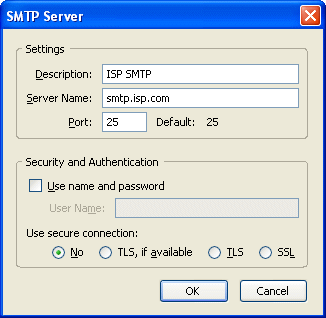 SMTP Server
Settings
Description: ISP SMTP
Server Name: smtp.isp.com
Port: 25 Default: 25
Security and Authentication
Use name and password
User Name:
Use secure connection:
No TLS, if available TLS SSL
OK Cancel